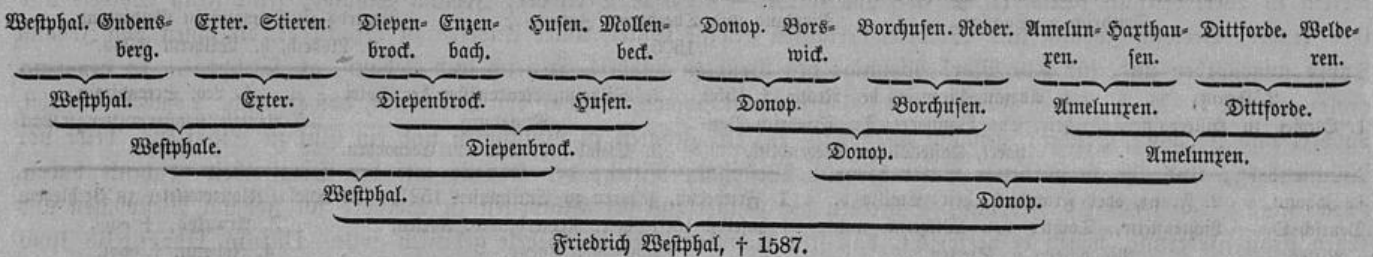 Westphal. Gudens- Exter. Stieren Diepen- Enzen- Husen. Mollen- Donop. Bors- Borchusen. Reder. Amelun- Haxthau- Dittforde. Welde-
berg. brock. bach. beck. wick. xen. sen. ren.
Westphal. Exter. Diepenbrock. Husen. Donop. Borchusen. Amelunxen. Dittforde.
Westphale. Diepenbrock. Donop. Amelunxen.
Westphal. Donop.
Friedrich Westphal, † 1587.